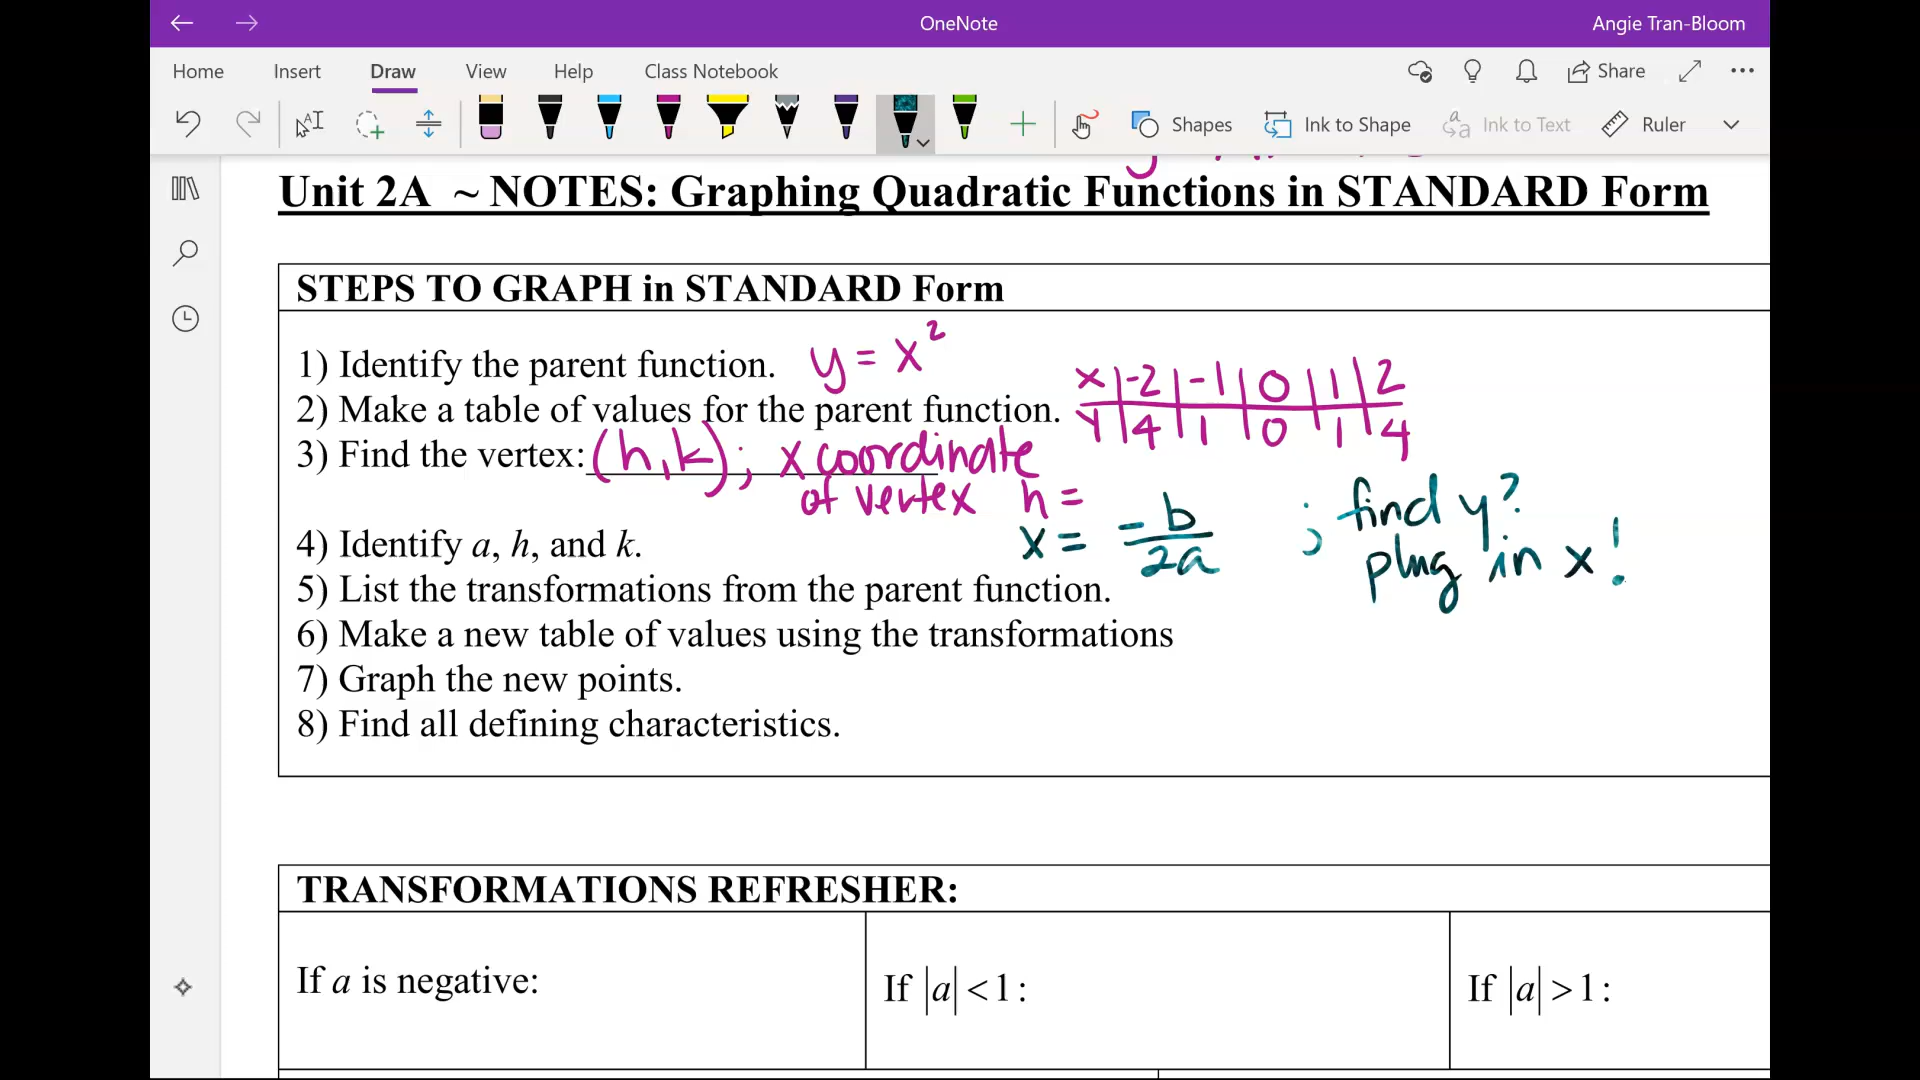 OneNote
Angie Tran-Bloom
Home Insert Draw View Help Class Notebook Share
Shapes Ink to Shape Ink to Text Ruler
Unit 2A ~ NOTES: Graphing Quadratic Functions in STANDARD Form
STEPS TO GRAPH in STANDARD Form
1) Identify the parent function. y = x²
x | -2 | -1 | 0 | 1 | 2
2) Make a table of values for the parent function.
y | 4 | 1 | 0 | 1 | 4
3) Find the vertex: (h, k) ; x coordinate
of vertex h =
x = -b/2a ; find y?
plug in x!
4) Identify a, h, and k.
5) List the transformations from the parent function.
6) Make a new table of values using the transformations
7) Graph the new points.
8) Find all defining characteristics.
TRANSFORMATIONS REFRESHER:
If a is negative:
If |a| < 1 :
If |a| > 1 :